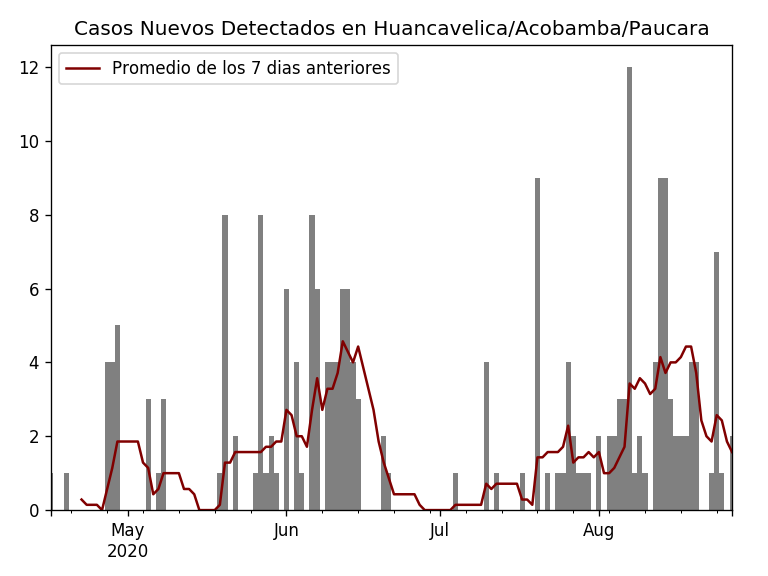 Casos Nuevos Detectados en Huancavelica/Acobamba/Paucara
Promedio de los 7 dias anteriores
12
10
8
6
4
2
0
May Jun Jul Aug
2020